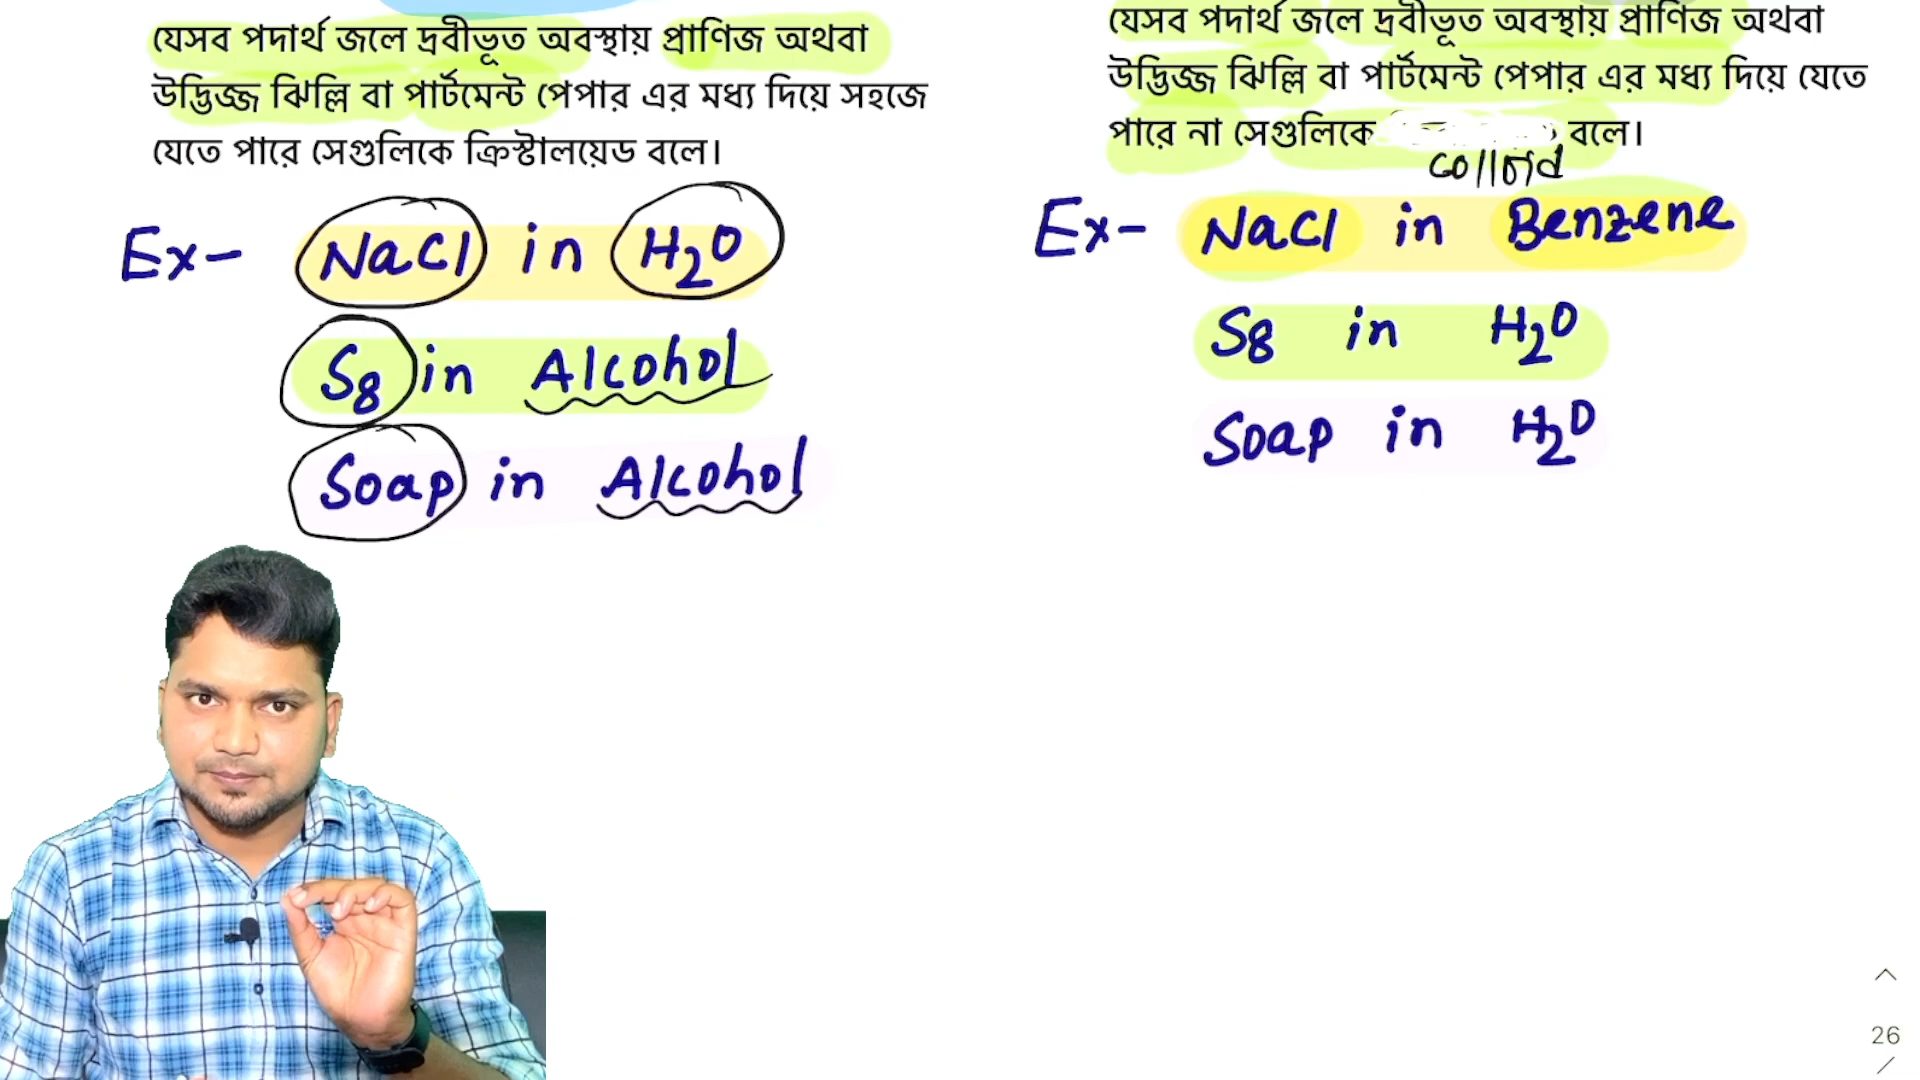 যেসব পদার্থ জলে দ্রবীভূত অবস্থায় প্রাণিজ অথবা
উদ্ভিজ্জ ঝিল্লি বা পার্টমেন্ট পেপার এর মধ্য দিয়ে সহজে
যেতে পারে সেগুলিকে ক্রিস্টালয়েড বলে।
Ex- NaCl in H2O
S8 in Alcohol
Soap in Alcohol
যেসব পদার্থ জলে দ্রবীভূত অবস্থায় প্রাণিজ অথবা
উদ্ভিজ্জ ঝিল্লি বা পার্টমেন্ট পেপার এর মধ্য দিয়ে যেতে
পারে না সেগুলিকে বলে।
colloid
Ex- NaCl in Benzene
S8 in H2O
Soap in H2O
26